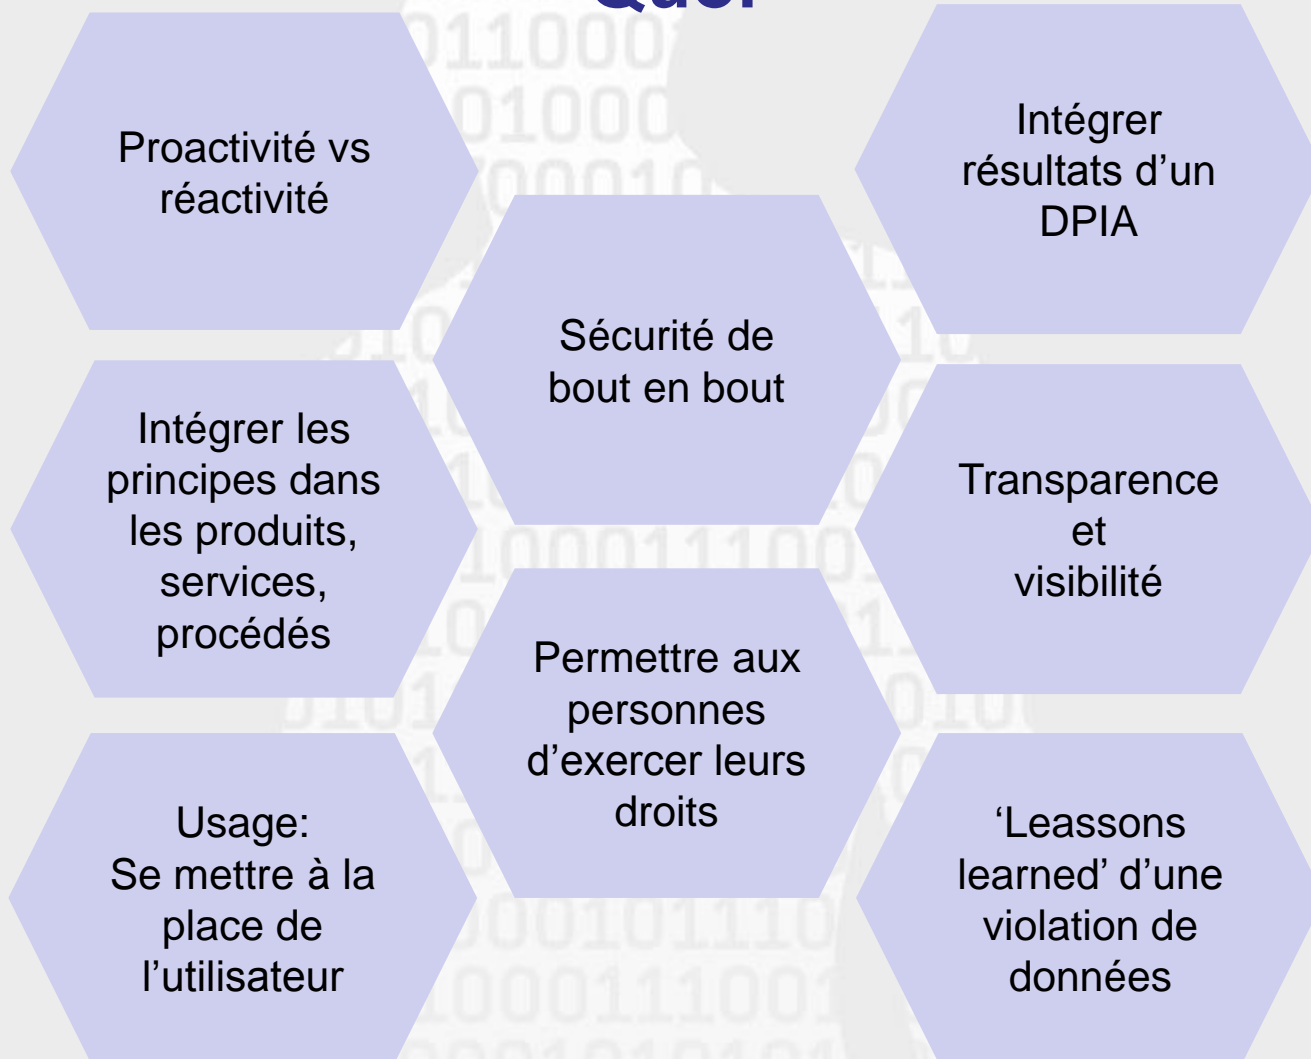 Quoi
Proactivité vs
réactivité
Intégrer
résultats d’un
DPIA
Sécurité de
bout en bout
Intégrer les
principes dans
les produits,
services,
procédés
Transparence
et
visibilité
Permettre aux
personnes
d’exercer leurs
droits
Usage:
Se mettre à la
place de
l’utilisateur
‘Leassons
learned’ d’une
violation de
données